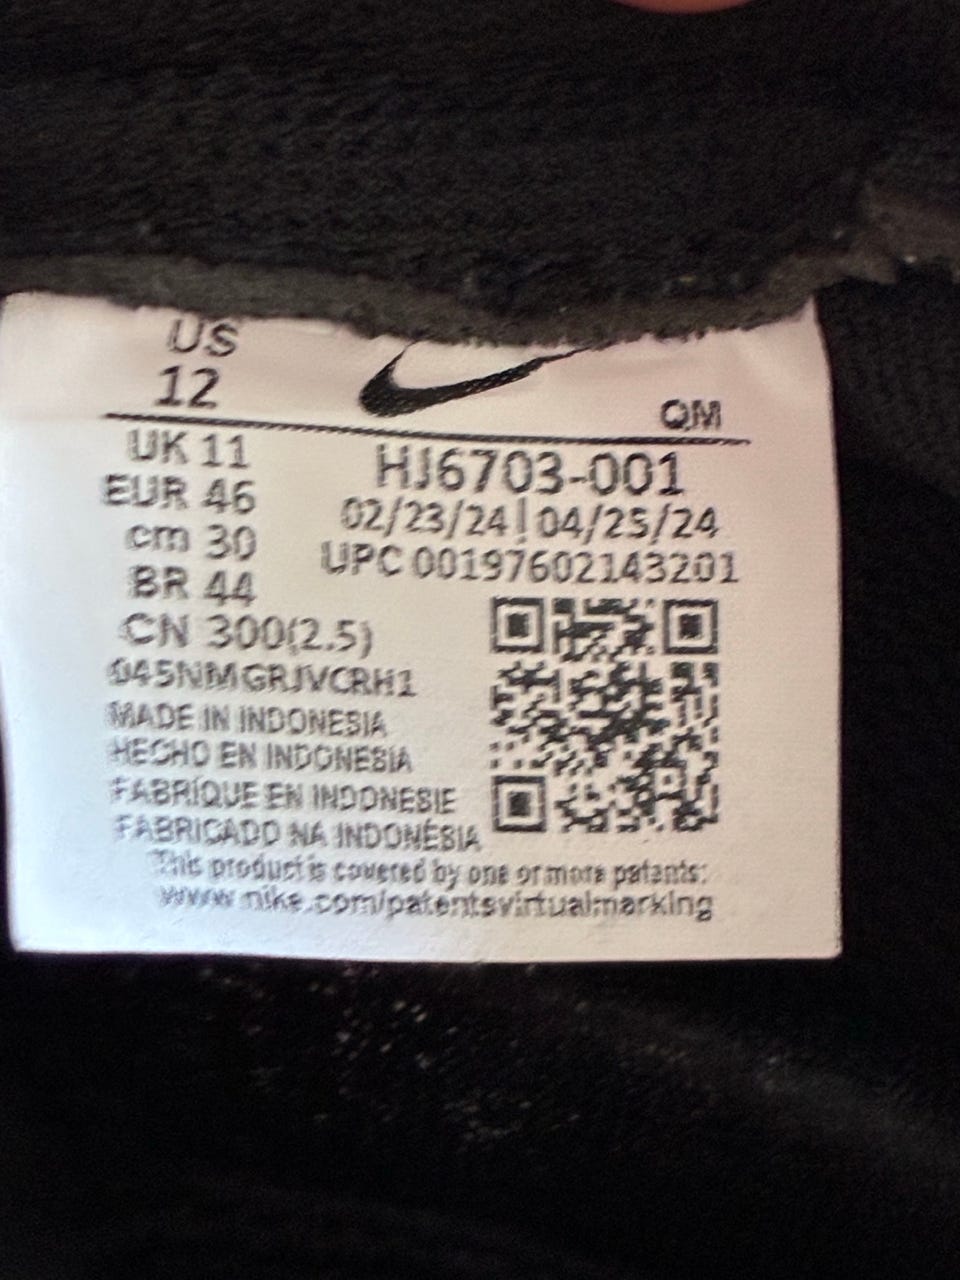 US
12
QM
UK 11
EUR 46
cm 30
BR 44
CN 300(2.5)
HJ6703-001
02/23/24 | 04/25/24
UPC 00197602143201
045NMGRJVCRH1
MADE IN INDONESIA
HECHO EN INDONESIA
FABRIQUE EN INDONESIE
FABRICADO NA INDONÉSIA
This product is covered by one or more patents:
www.nike.com/patentsvirtualmarking